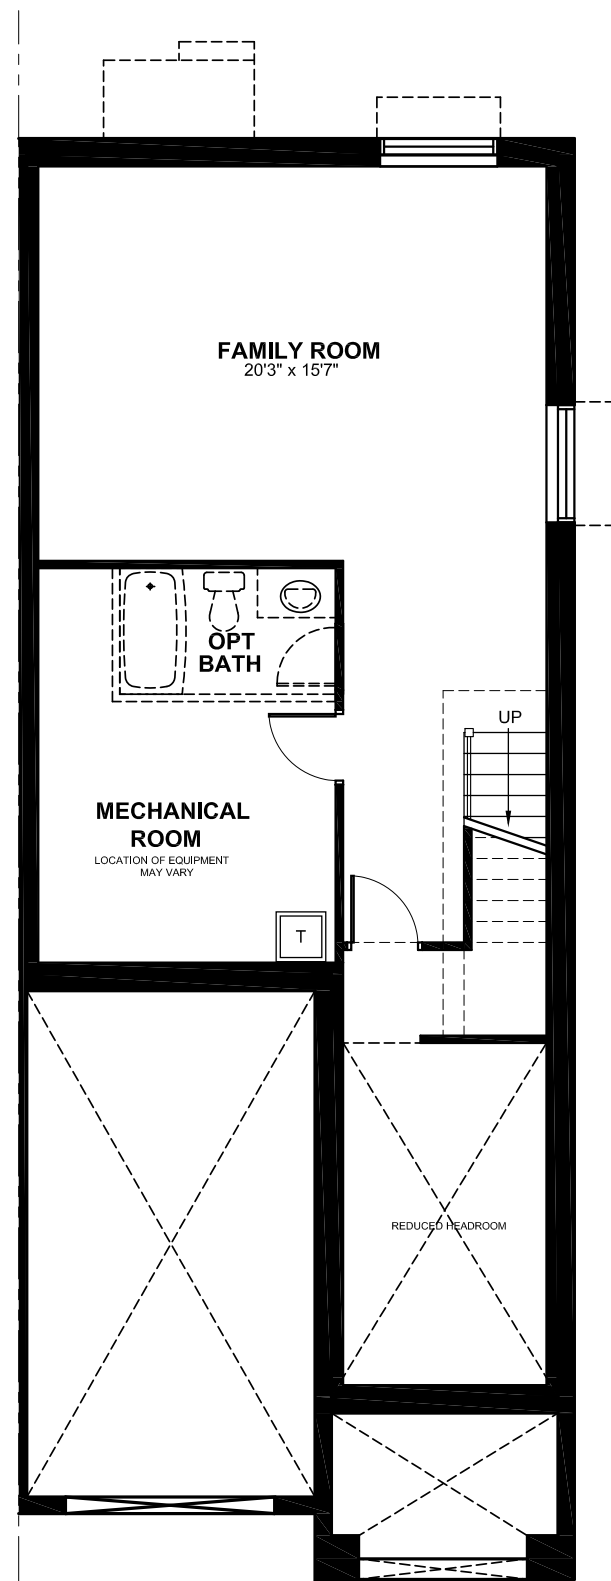 FAMILY ROOM
20'3" x 15'7"
OPT
BATH
UP
MECHANICAL
ROOM
LOCATION OF EQUIPMENT
MAY VARY
T
REDUCED HEADROOM